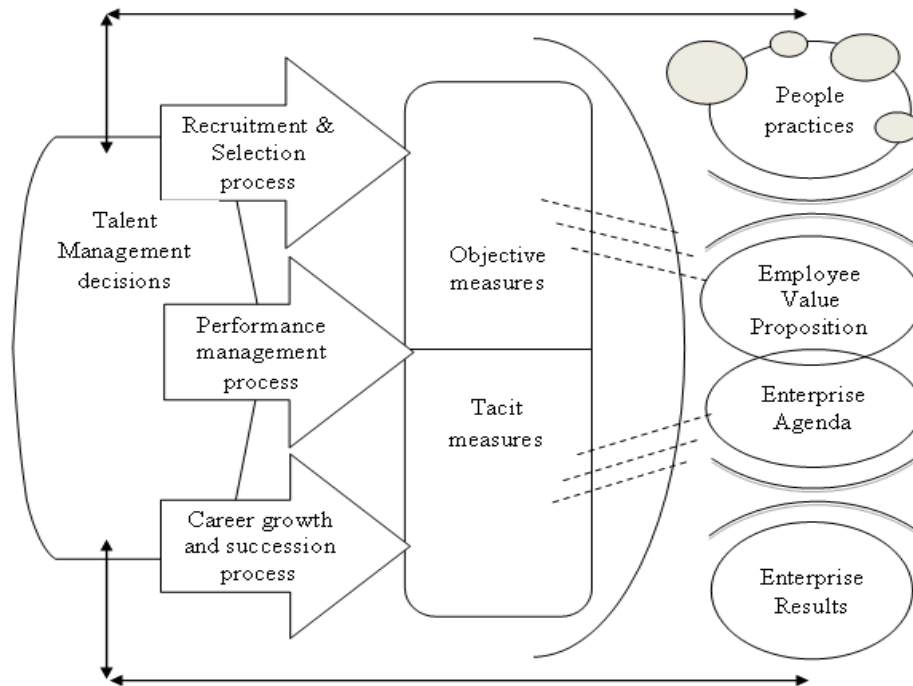 Talent
Management
decisions
Recruitment &
Selection
process
Performance
management
process
Career growth
and succession
process
Objective
measures
Tacit
measures
People
practices
Employee
Value
Proposition
Enterprise
Agenda
Enterprise
Results